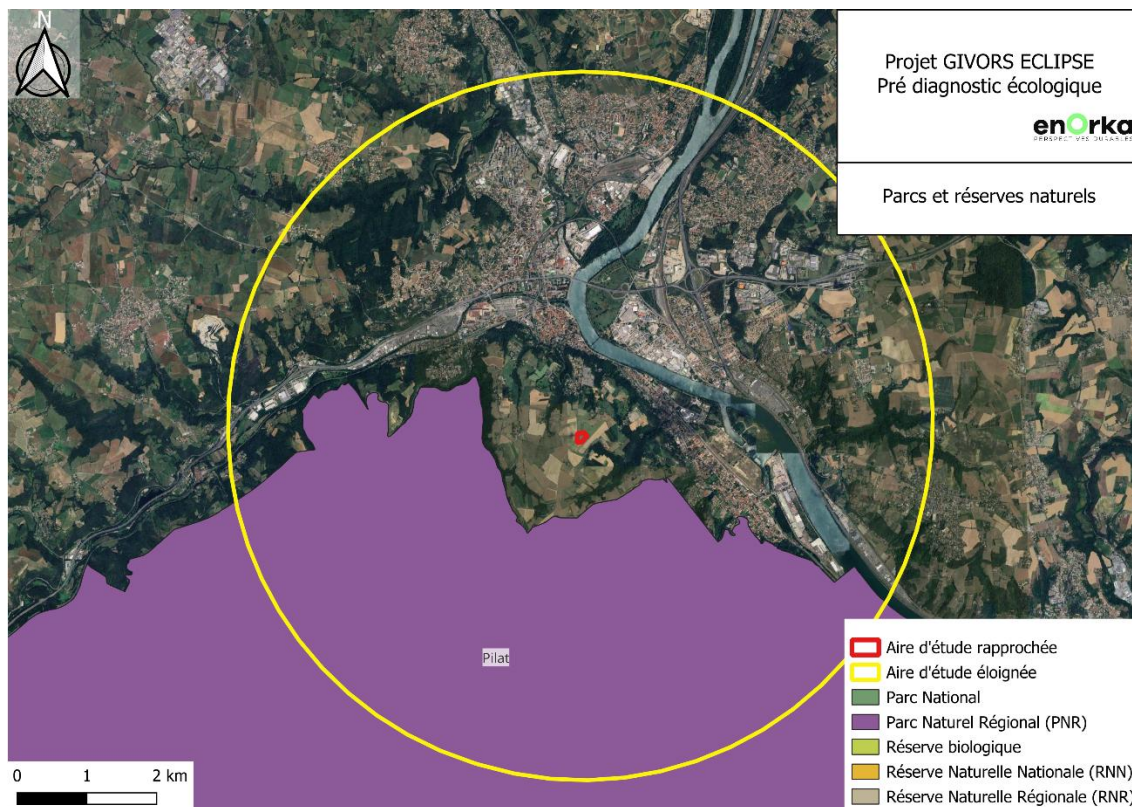 N
Projet GIVORS ECLIPSE
Pré diagnostic écologique
enOrka
PERSPECTIVES DURABLES
Parcs et réserves naturels
Pilat
Aire d'étude rapprochée
Aire d'étude éloignée
Parc National
Parc Naturel Régional (PNR)
Réserve biologique
Réserve Naturelle Nationale (RNN)
Réserve Naturelle Régionale (RNR)
0 1 2 km